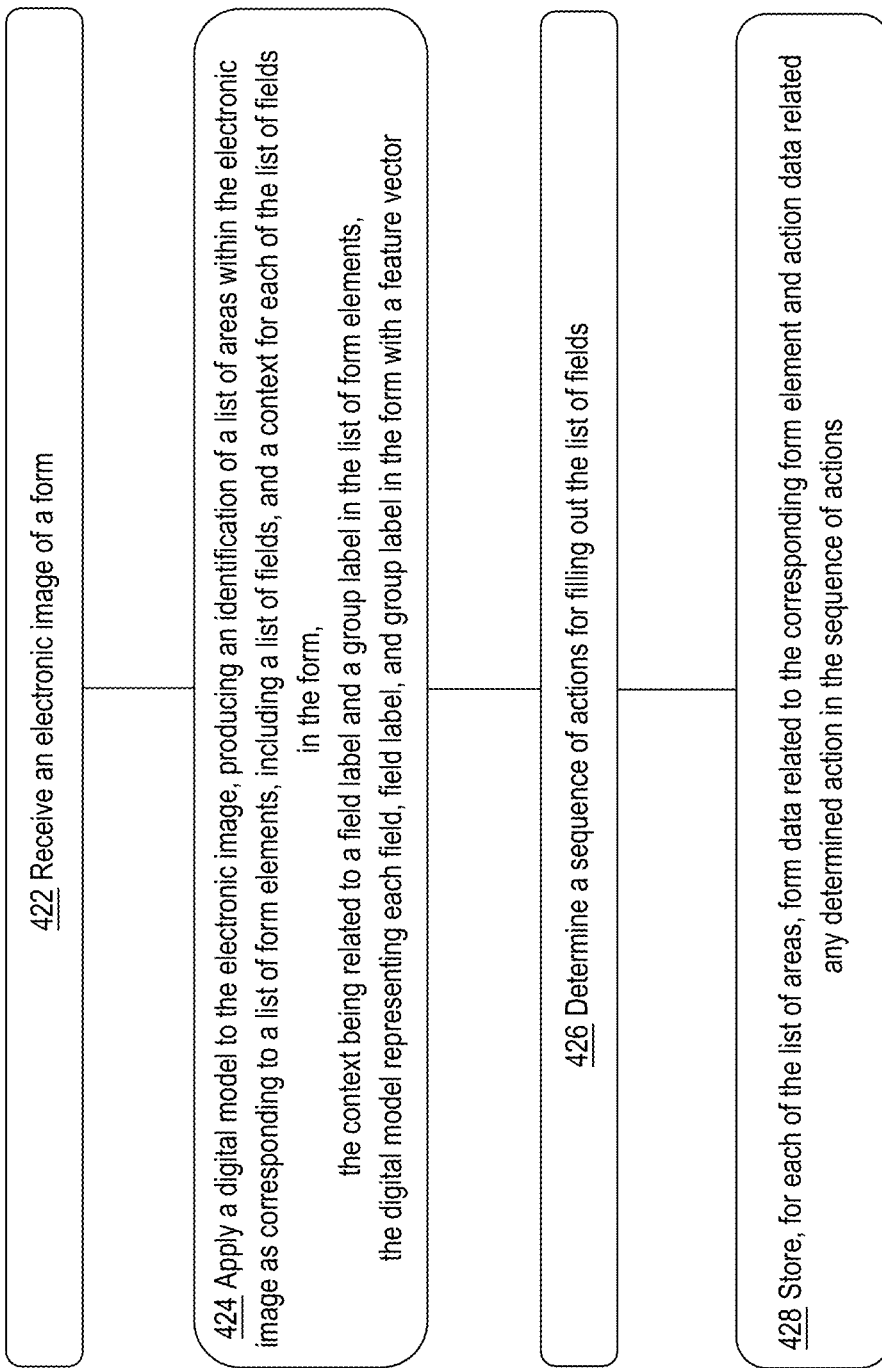 422 Receive an electronic image of a form
424 Apply a digital model to the electronic image, producing an identification of a list of areas within the electronic
image as corresponding to a list of form elements, including a list of fields, and a context for each of the list of fields
in the form,
the context being related to a field label and a group label in the list of form elements,
the digital model representing each field, field label, and group label in the form with a feature vector
426 Determine a sequence of actions for filling out the list of fields
428 Store, for each of the list of areas, form data related to the corresponding form element and action data related
any determined action in the sequence of actions